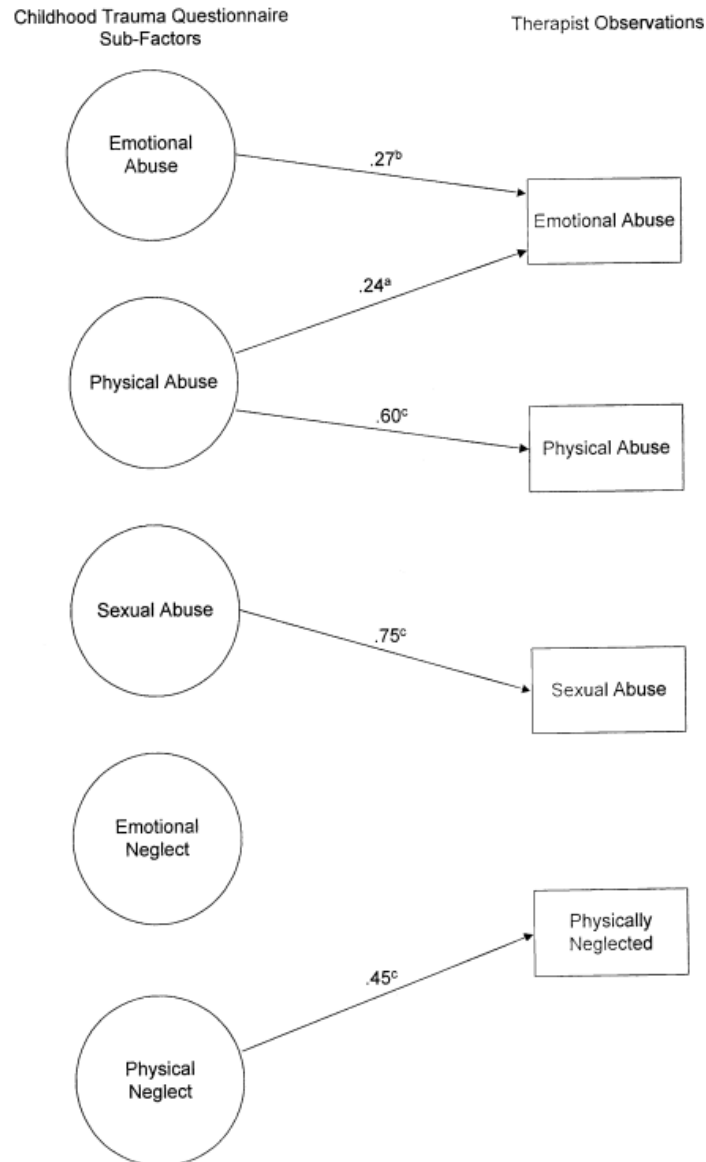 Childhood Trauma Questionnaire
Sub-Factors
Therapist Observations
Emotional
Abuse
.27ᵇ
Emotional Abuse
.24ᵃ
Physical Abuse
.60ᶜ
Physical Abuse
Sexual Abuse
.75ᶜ
Sexual Abuse
Emotional
Neglect
Physically
Neglected
.45ᶜ
Physical
Neglect